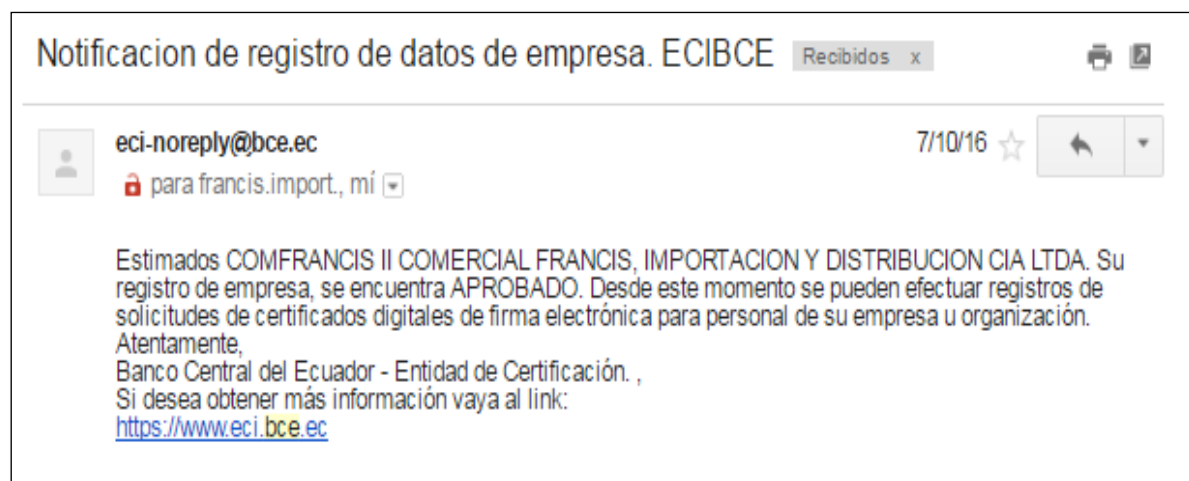 Notificacion de registro de datos de empresa. ECIBCE Recibidos x
eci-noreply@bce.ec 7/10/16
para francis.import., mí
Estimados COMFRANCIS II COMERCIAL FRANCIS, IMPORTACION Y DISTRIBUCION CIA LTDA. Su
registro de empresa, se encuentra APROBADO. Desde este momento se pueden efectuar registros de
solicitudes de certificados digitales de firma electrónica para personal de su empresa u organización.
Atentamente,
Banco Central del Ecuador - Entidad de Certificación. ,
Si desea obtener más información vaya al link:
https://www.eci.bce.ec